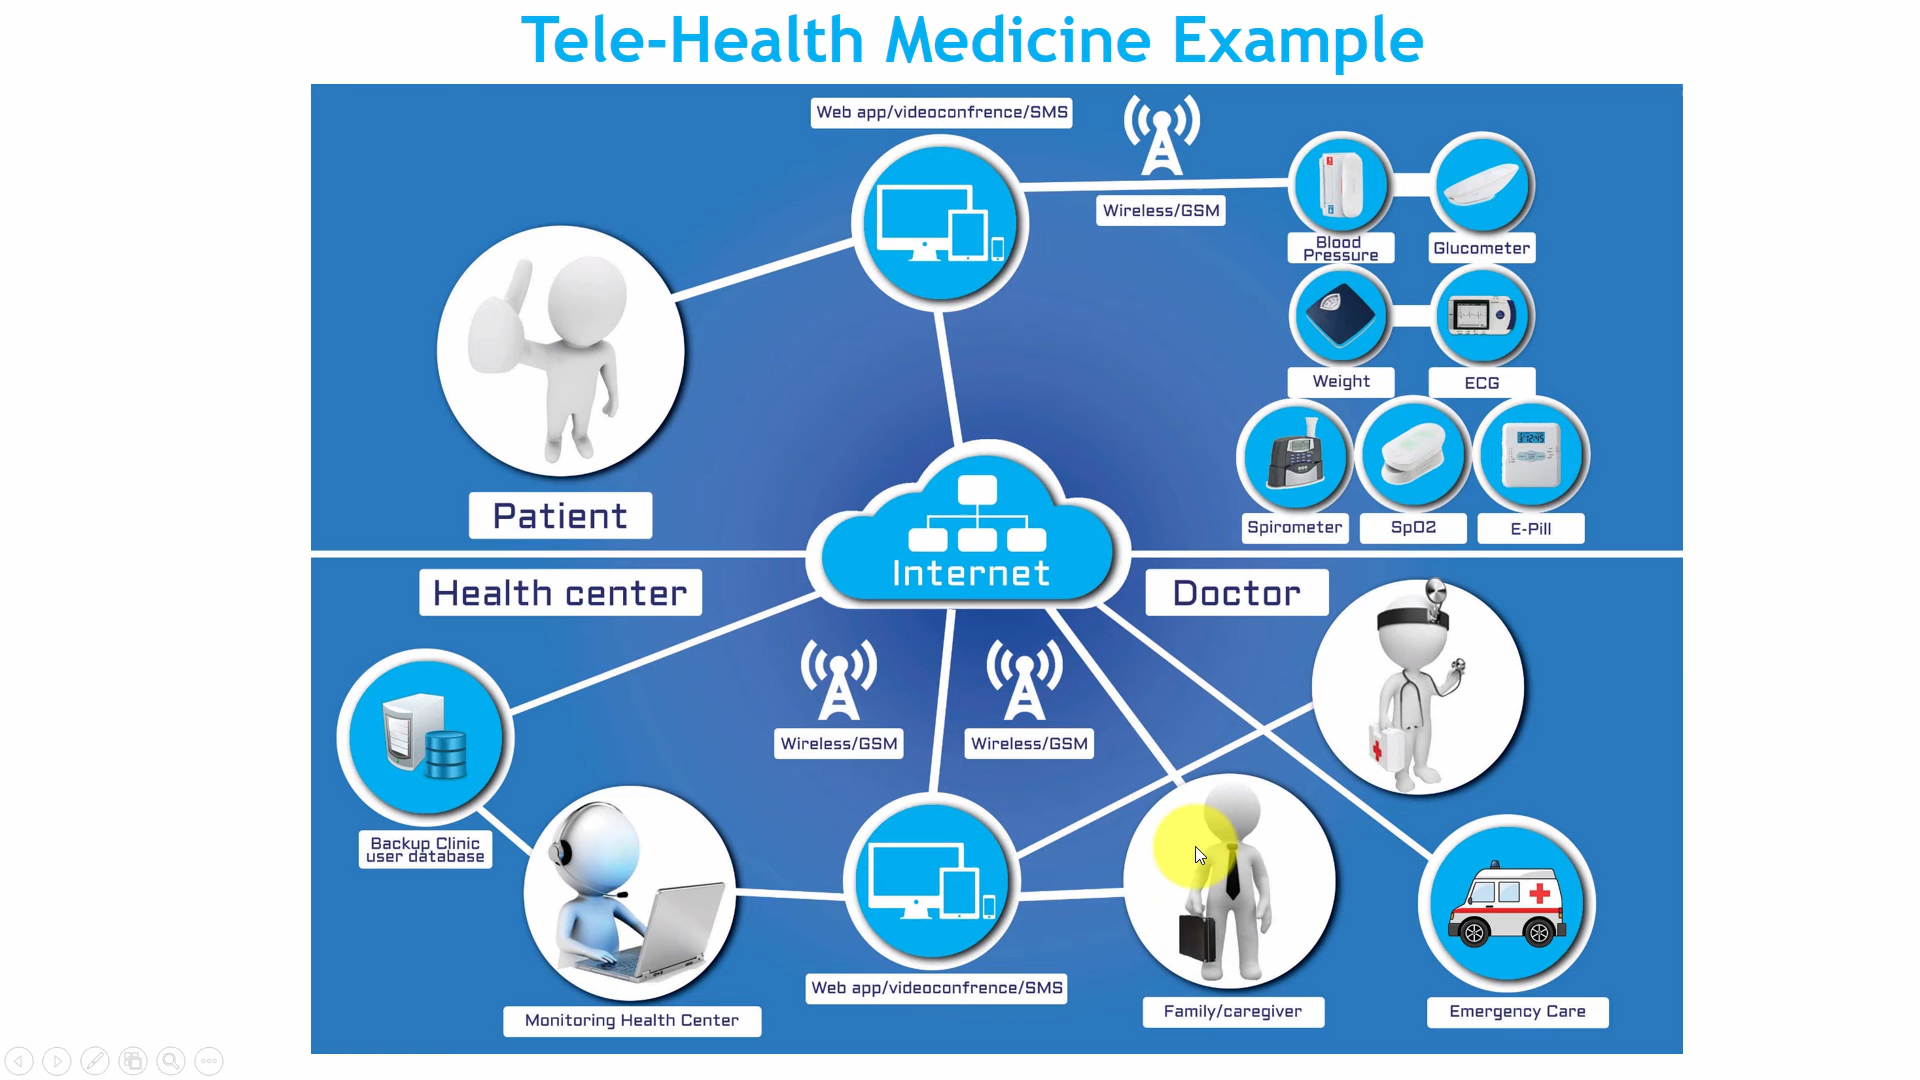 Tele-Health Medicine Example
Web app/videoconfrence/SMS
Wireless/GSM
Blood
Pressure
Glucometer
Weight
ECG
Spirometer
SpO2
E-Pill
Patient
Internet
Health center
Doctor
Wireless/GSM
Wireless/GSM
Backup Clinic
user database
Monitoring Health Center
Web app/videoconfrence/SMS
Family/caregiver
Emergency Care